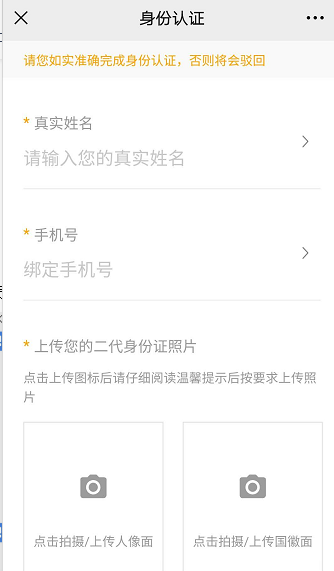 身份认证
请您如实准确完成身份认证，否则将会驳回
* 真实姓名
请输入您的真实姓名
* 手机号
绑定手机号
* 上传您的二代身份证照片
点击上传图标后请仔细阅读温馨提示后按要求上传照
片
点击拍摄/上传人像面
点击拍摄/上传国徽面